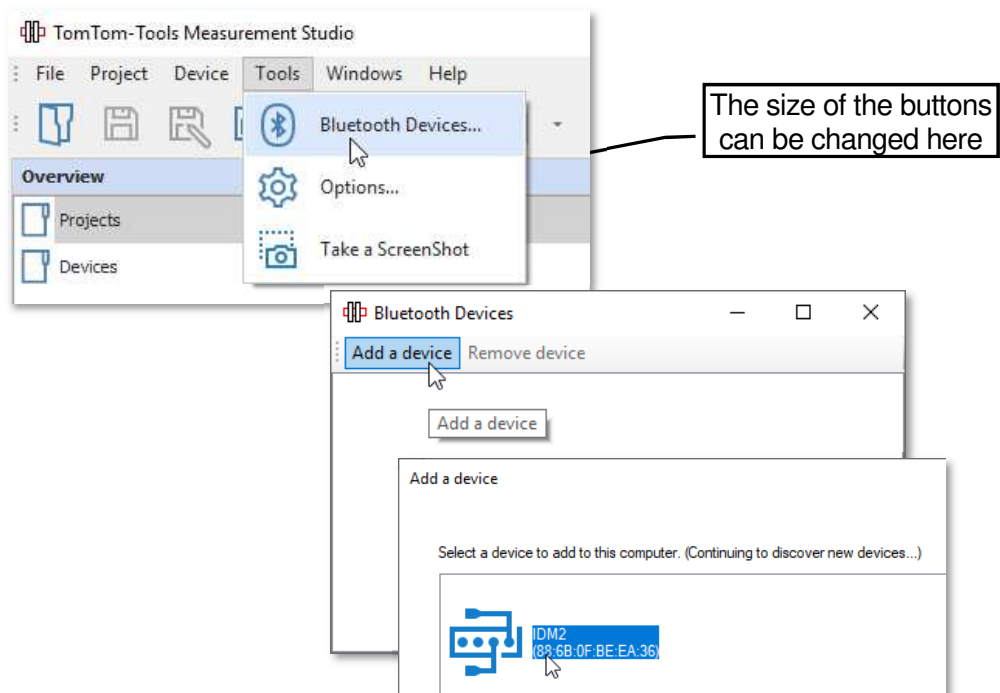 TomTom-Tools Measurement Studio
File Project Device Tools Windows Help
Bluetooth Devices...
Overview
Options...
Projects
Take a ScreenShot
Devices
The size of the buttons
can be changed here
Bluetooth Devices
Add a device Remove device
Add a device
Add a device
Select a device to add to this computer. (Continuing to discover new devices...)
IDM2
(88:6B:0F:BE:EA:36)